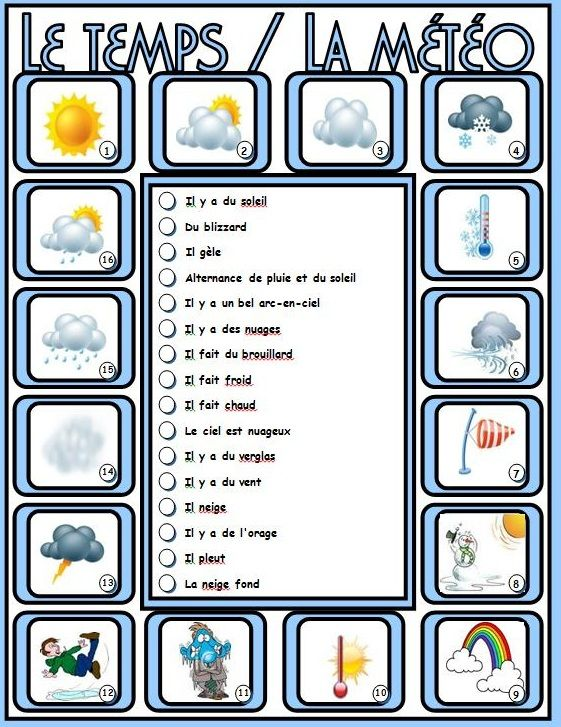 LE TEMPS / LA MÉTÉO
1
2
3
4
16
Il y a du soleil
Du blizzard
5
Il gèle
Alternance de pluie et du soleil
Il y a un bel arc-en-ciel
Il y a des nuages
15
Il fait du brouillard
6
Il fait froid
Il fait chaud
Le ciel est nuageux
Il y a du verglas
14
7
Il y a du vent
Il neige
Il y a de l'orage
Il pleut
13
8
La neige fond
12
11
10
9